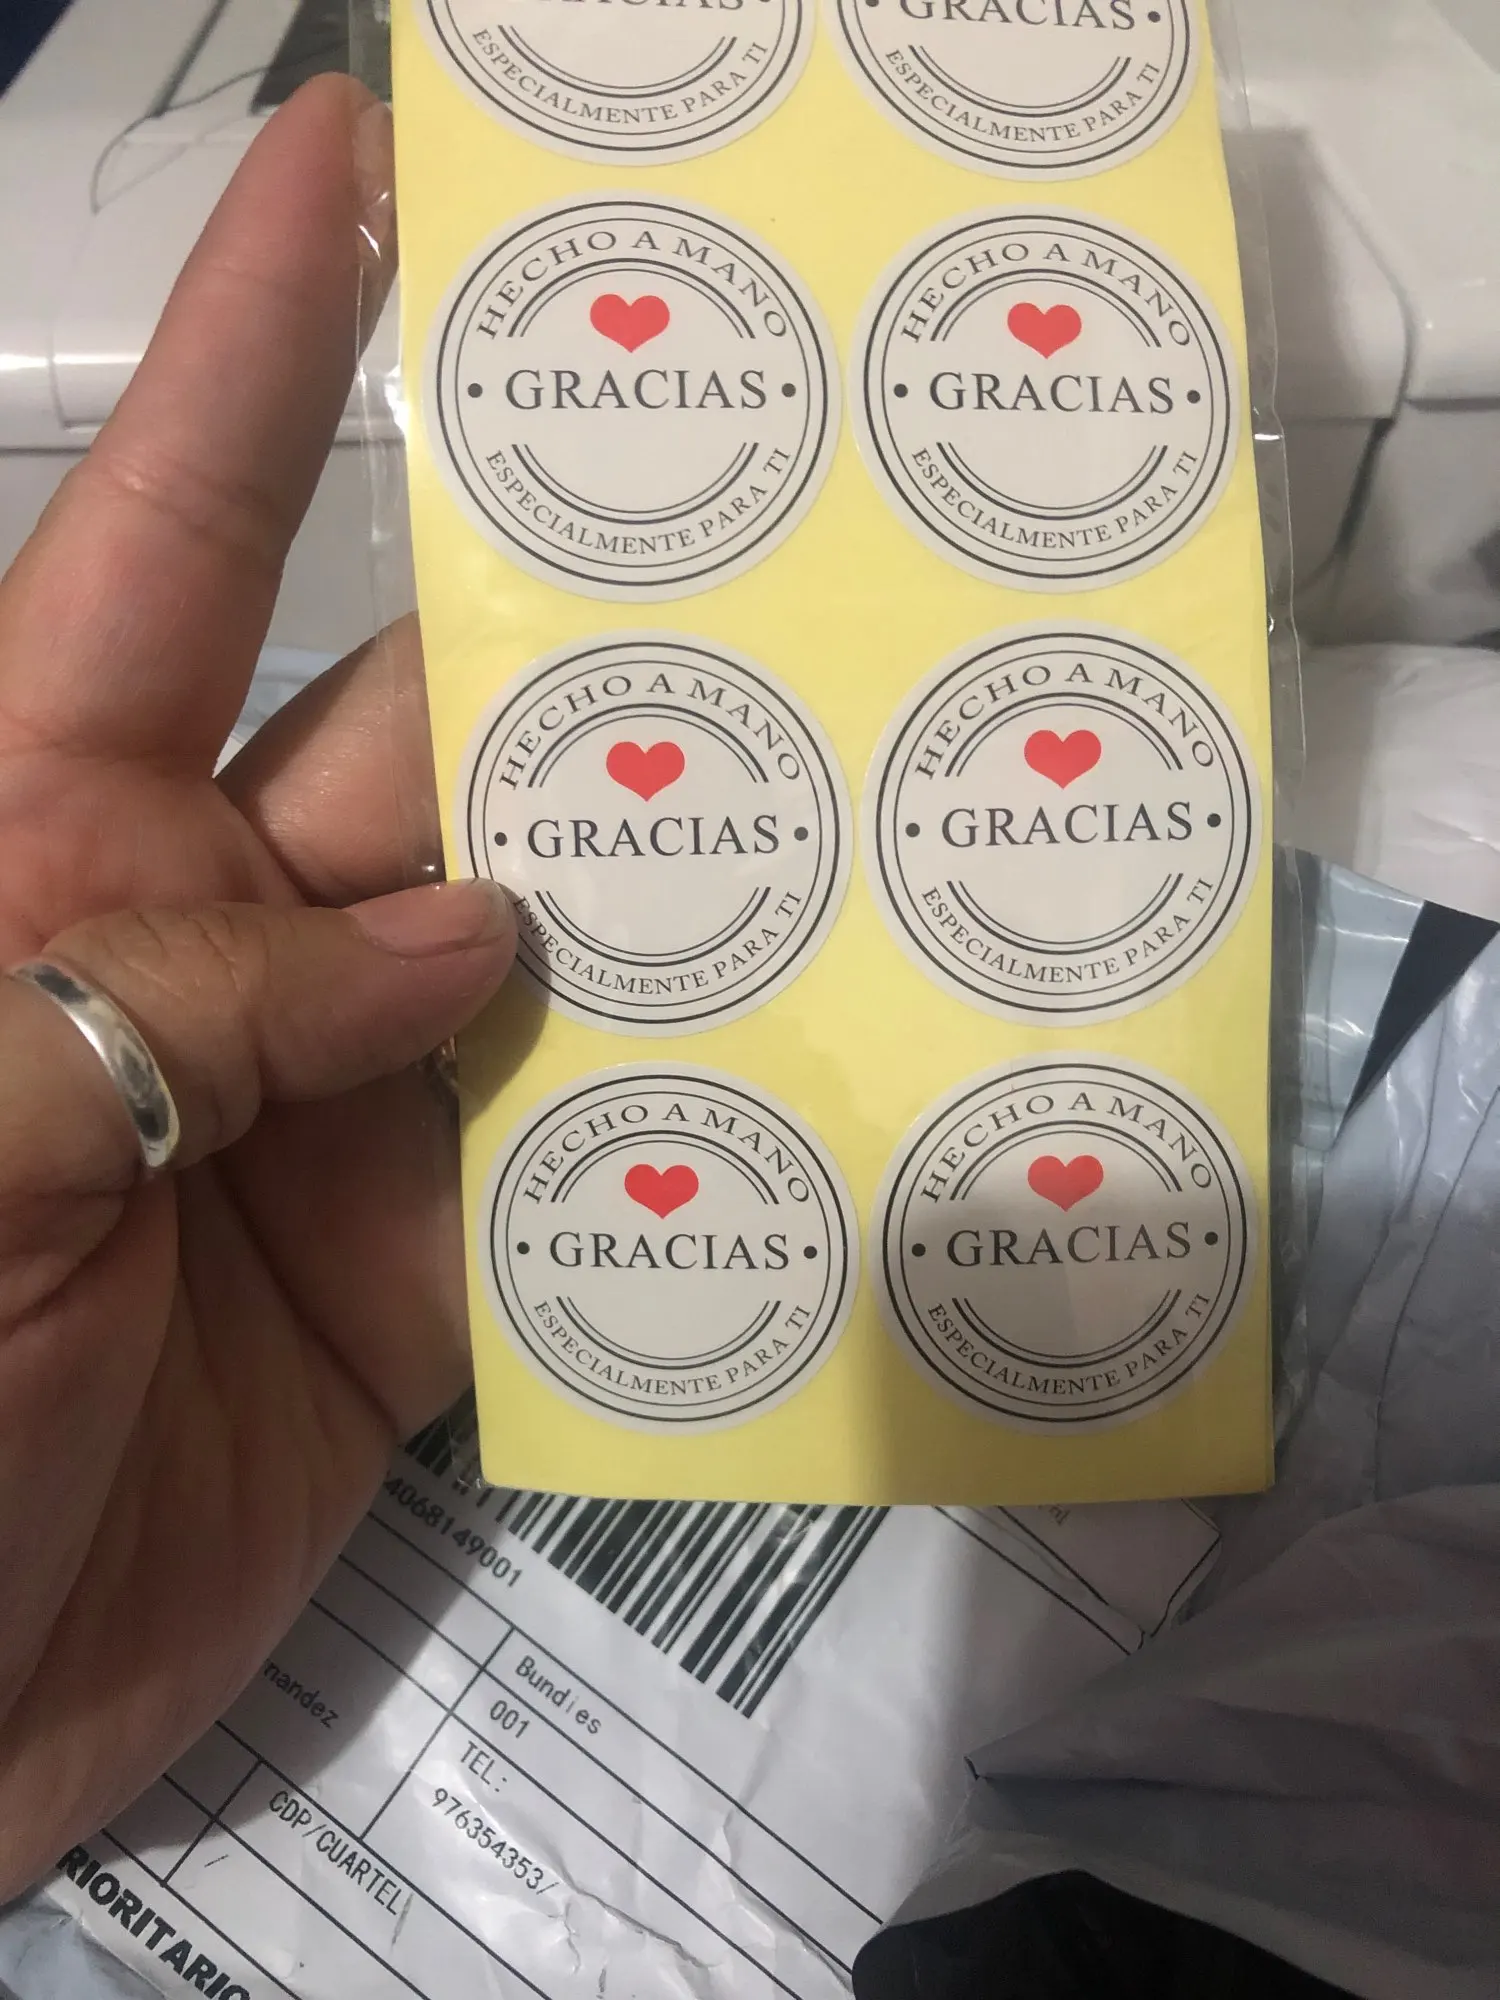 GRACIAS
ESPECIALMENTE PARA TI
• GRACIAS •
ESPECIALMENTE PARA TI
HECHO A MANO
• GRACIAS •
ESPECIALMENTE PARA TI
HECHO A MANO
• GRACIAS •
ESPECIALMENTE PARA TI
HECHO A MANO
• GRACIAS •
ESPECIALMENTE PARA TI
HECHO A MANO
• GRACIAS •
ESPECIALMENTE PARA TI
HECHO A MANO
• GRACIAS •
ESPECIALMENTE PARA TI
HECHO A MANO
• GRACIAS •
ESPECIALMENTE PARA TI
4068149001
Bundies
001
TEL:
976354353/
CDP/CUARTEL
/